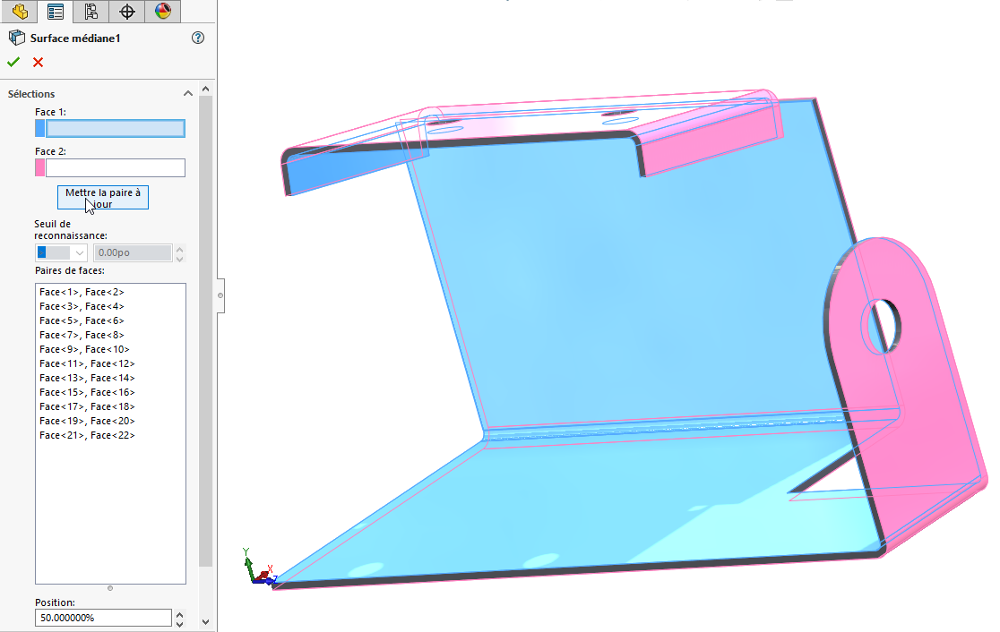 Surface médiane1
Sélections
Face 1:
Face 2:
Mettre la paire à
jour
Seuil de
reconnaissance:
0.00po
Paires de faces:
Face<1>, Face<2>
Face<3>, Face<4>
Face<5>, Face<6>
Face<7>, Face<8>
Face<9>, Face<10>
Face<11>, Face<12>
Face<13>, Face<14>
Face<15>, Face<16>
Face<17>, Face<18>
Face<19>, Face<20>
Face<21>, Face<22>
Position:
50.000000%
Y
X
Z